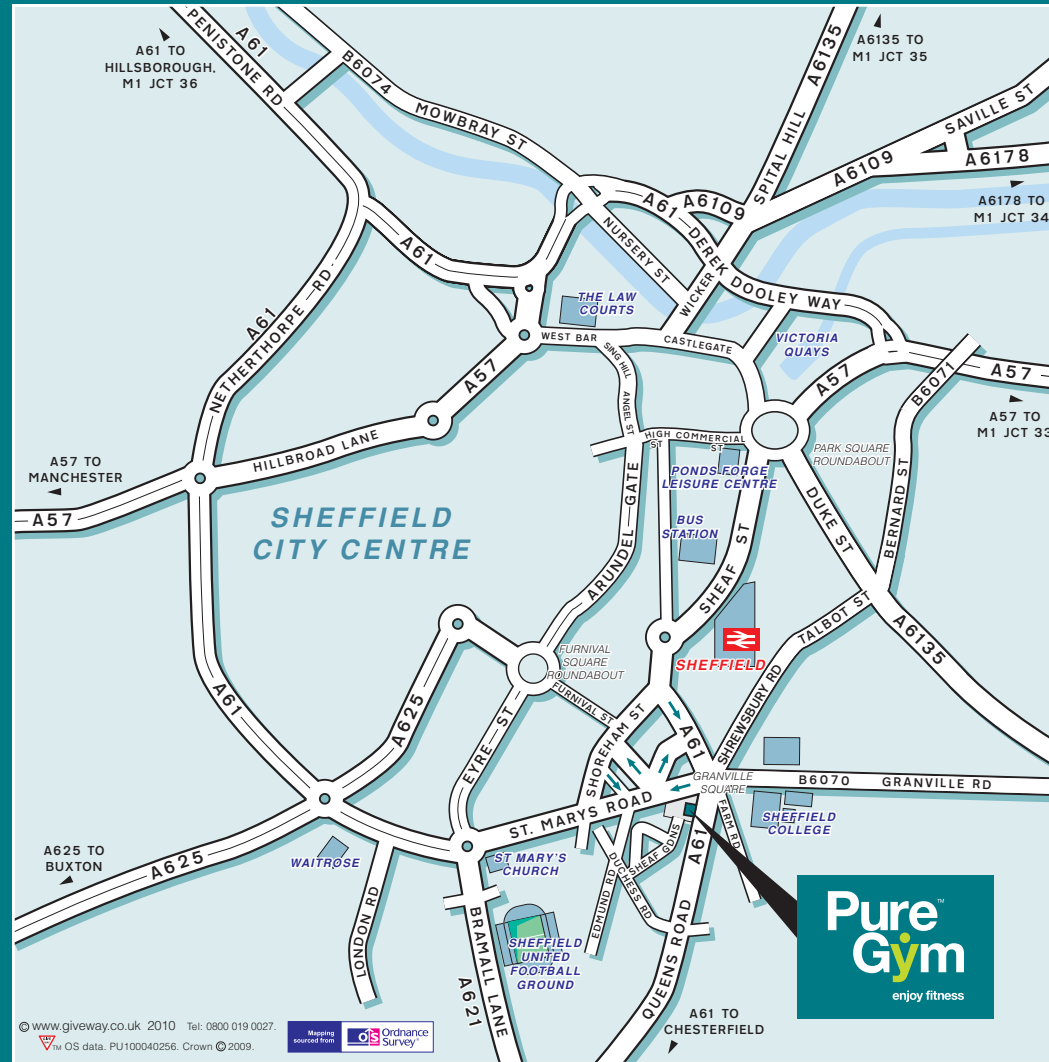 A61 TO
HILLSBOROUGH,
M1 JCT 36
A61
PENISTONE RD
B6074
MOWBRAY ST
A6135
SPITAL HILL
A6135 TO
M1 JCT 35
SAVILLE ST
A6109
A6178
A6178 TO
M1 JCT 34
A61
A6109
DEREK DOOLEY WAY
NURSERY ST
WICKER
A61
A61
NETHERTHORPE RD
THE LAW
COURTS
WEST BAR
CASTLEGATE
VICTORIA
QUAYS
SING HILL
ANGEL ST
A57
A57
A57
B6071
A57 TO
M1 JCT 33
HILLBROAD LANE
HIGH
ST
COMMERCIAL
ST
PARK SQUARE
ROUNDABOUT
A57 TO
MANCHESTER
A57
PONDS FORGE
LEISURE CENTRE
SHEFFIELD
CITY CENTRE
BUS
STATION
ARUNDEL GATE
SHEAF ST
DUKE ST
BERNARD ST
TALBOT ST
A6135
SHEFFIELD
FURNIVAL
SQUARE
ROUNDABOUT
FURNIVAL ST
A61
A625
EYRE ST
SHOREHAM ST
A61
SHREWSBURY RD
GRANVILLE
SQUARE
B6070
GRANVILLE RD
ST. MARYS ROAD
FARM RD
SHEFFIELD
COLLEGE
A625 TO
BUXTON
A625
WAITROSE
ST MARY'S
CHURCH
SHEAF GDNS
DUCHESS RD
EDMUND RD
A61
LONDON RD
BRAMALL LANE
A621
SHEFFIELD
UNITED
FOOTBALL
GROUND
QUEENS ROAD
A61 TO
CHESTERFIELD
Pure™
Gym
enjoy fitness
© www.giveway.co.uk 2010 Tel: 0800 019 0027.
TM OS data. PU100040256. Crown © 2009.
Mapping
sourced from
OS Ordnance
Survey®